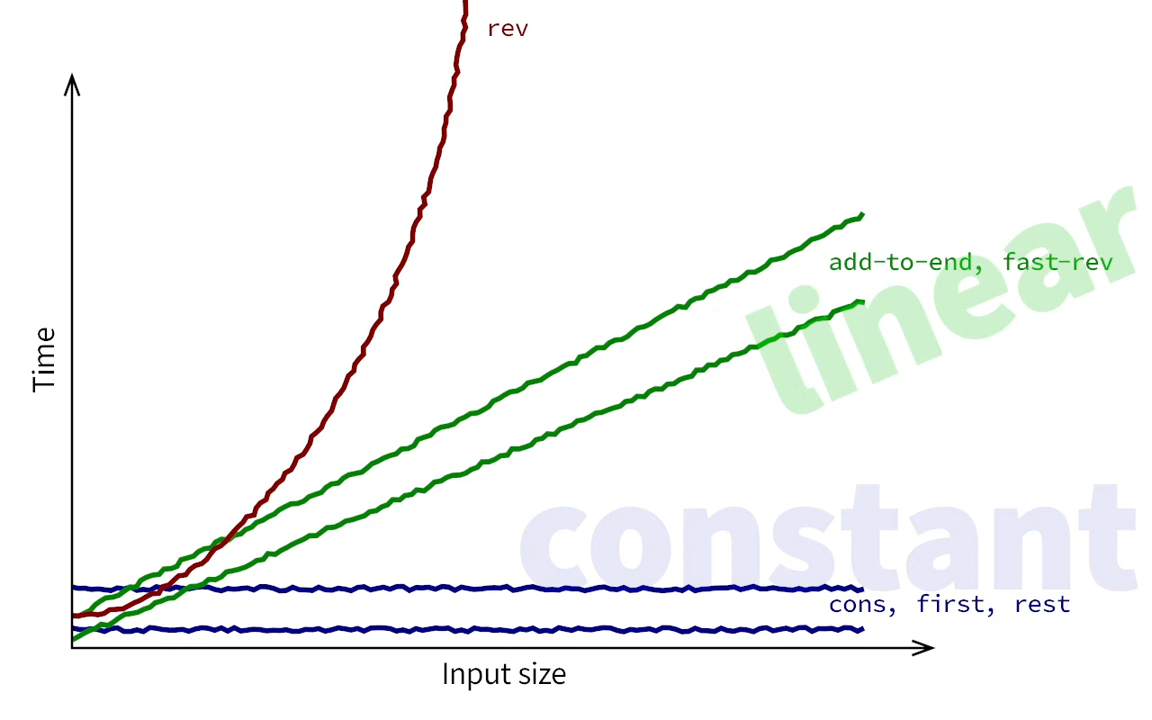 rev
linear
add-to-end, fast-rev
Time
constant
cons, first, rest
Input size